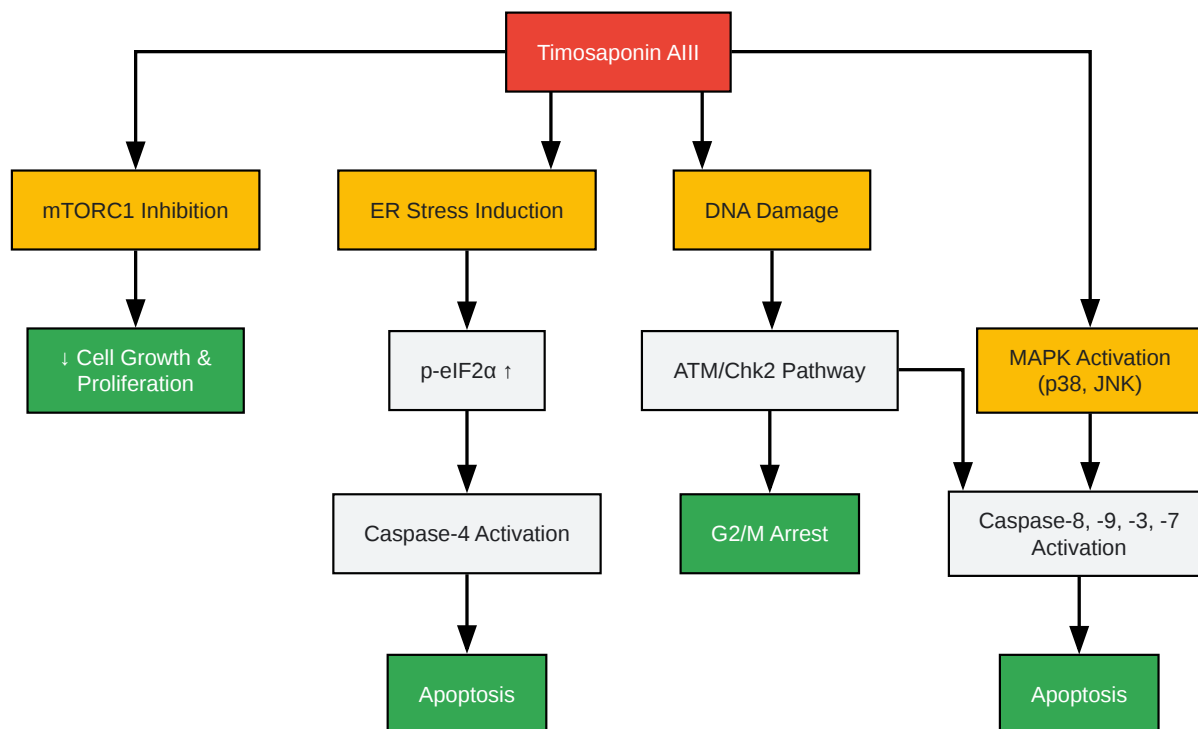 Timosaponin AIII
mTORC1 Inhibition
ER Stress Induction
DNA Damage
↓ Cell Growth &
Proliferation
p-eIF2α ↑
ATM/Chk2 Pathway
MAPK Activation
(p38, JNK)
Caspase-4 Activation
G2/M Arrest
Caspase-8, -9, -3, -7
Activation
Apoptosis
Apoptosis